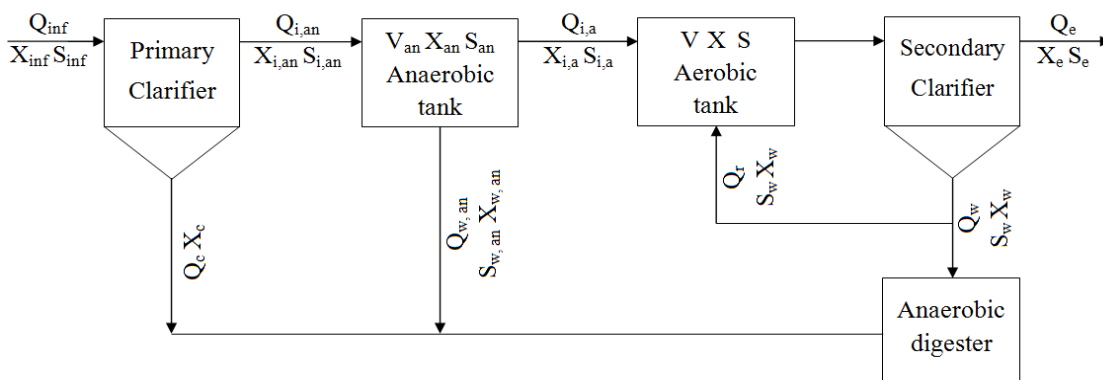 Q_inf
X_inf S_inf
Primary
Clarifier
Q_i,an
X_i,an S_i,an
V_an X_an S_an
Anaerobic
tank
Q_i,a
X_i,a S_i,a
V X S
Aerobic
tank
Secondary
Clarifier
Q_e
X_e S_e
Q_c X_c
Q_w, an
S_w, an X_w, an
Q_r
S_w X_w
Q_w
S_w X_w
Anaerobic
digester